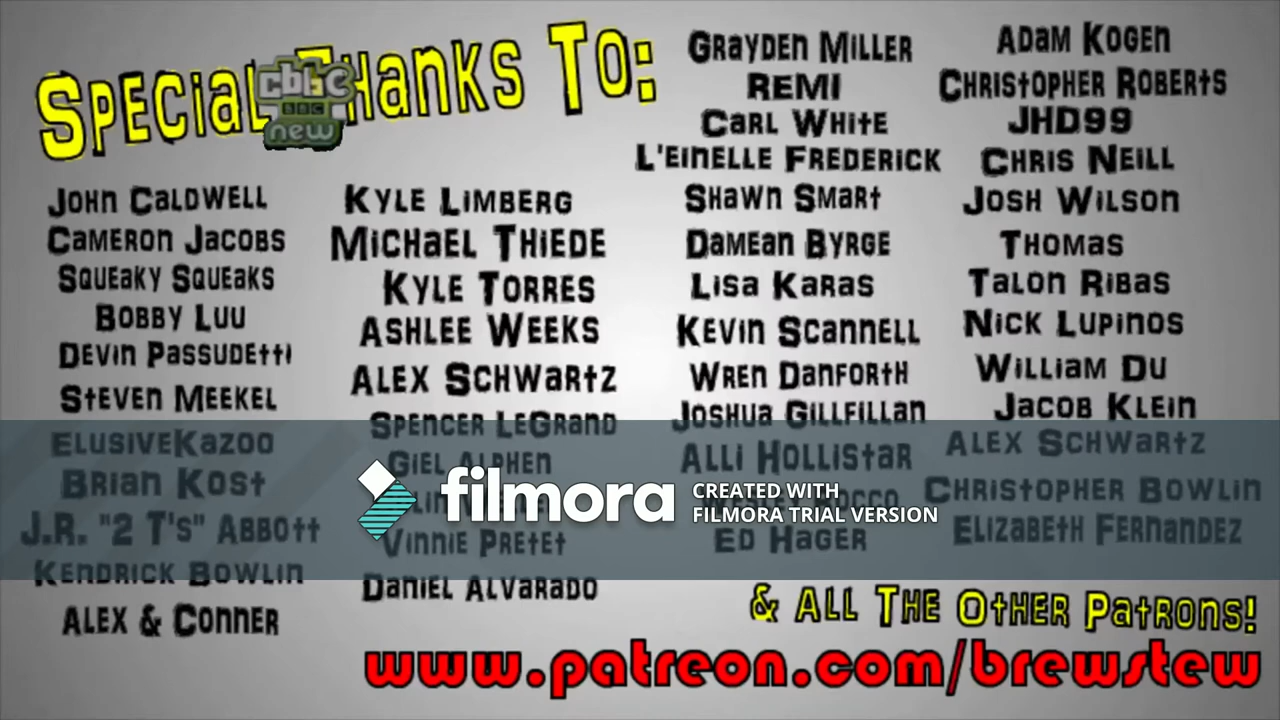 Special Thanks To:
cbbc
BBC
new
John Caldwell
Cameron Jacobs
Squeaky Squeaks
Bobby Luu
Devin Passudetti
Steven Meekel
ElusiveKazoo
Brian Kost
J.R. "2 T's" Abbott
Kendrick Bowlin
Alex & Conner
Kyle Limberg
Michael Thiede
Kyle Torres
Ashlee Weeks
Alex Schwartz
Spencer LeGrand
Giel Alphen
Vinnie Pretet
Daniel Alvarado
Grayden Miller
REMI
Carl White
L'Einelle Frederick
Shawn Smart
Damean Byrge
Lisa Karas
Kevin Scannell
Wren Danforth
Joshua Gillfillan
Alli Hollistar
Ed Hager
Adam Kogen
Christopher Roberts
JHD99
Chris Neill
Josh Wilson
Thomas
Talon Ribas
Nick Lupinos
William Du
Jacob Klein
Alex Schwartz
Christopher Bowlin
Elizabeth Fernandez
filmora
CREATED WITH
FILMORA TRIAL VERSION
& All The Other Patrons!
www.patreon.com/brewstew